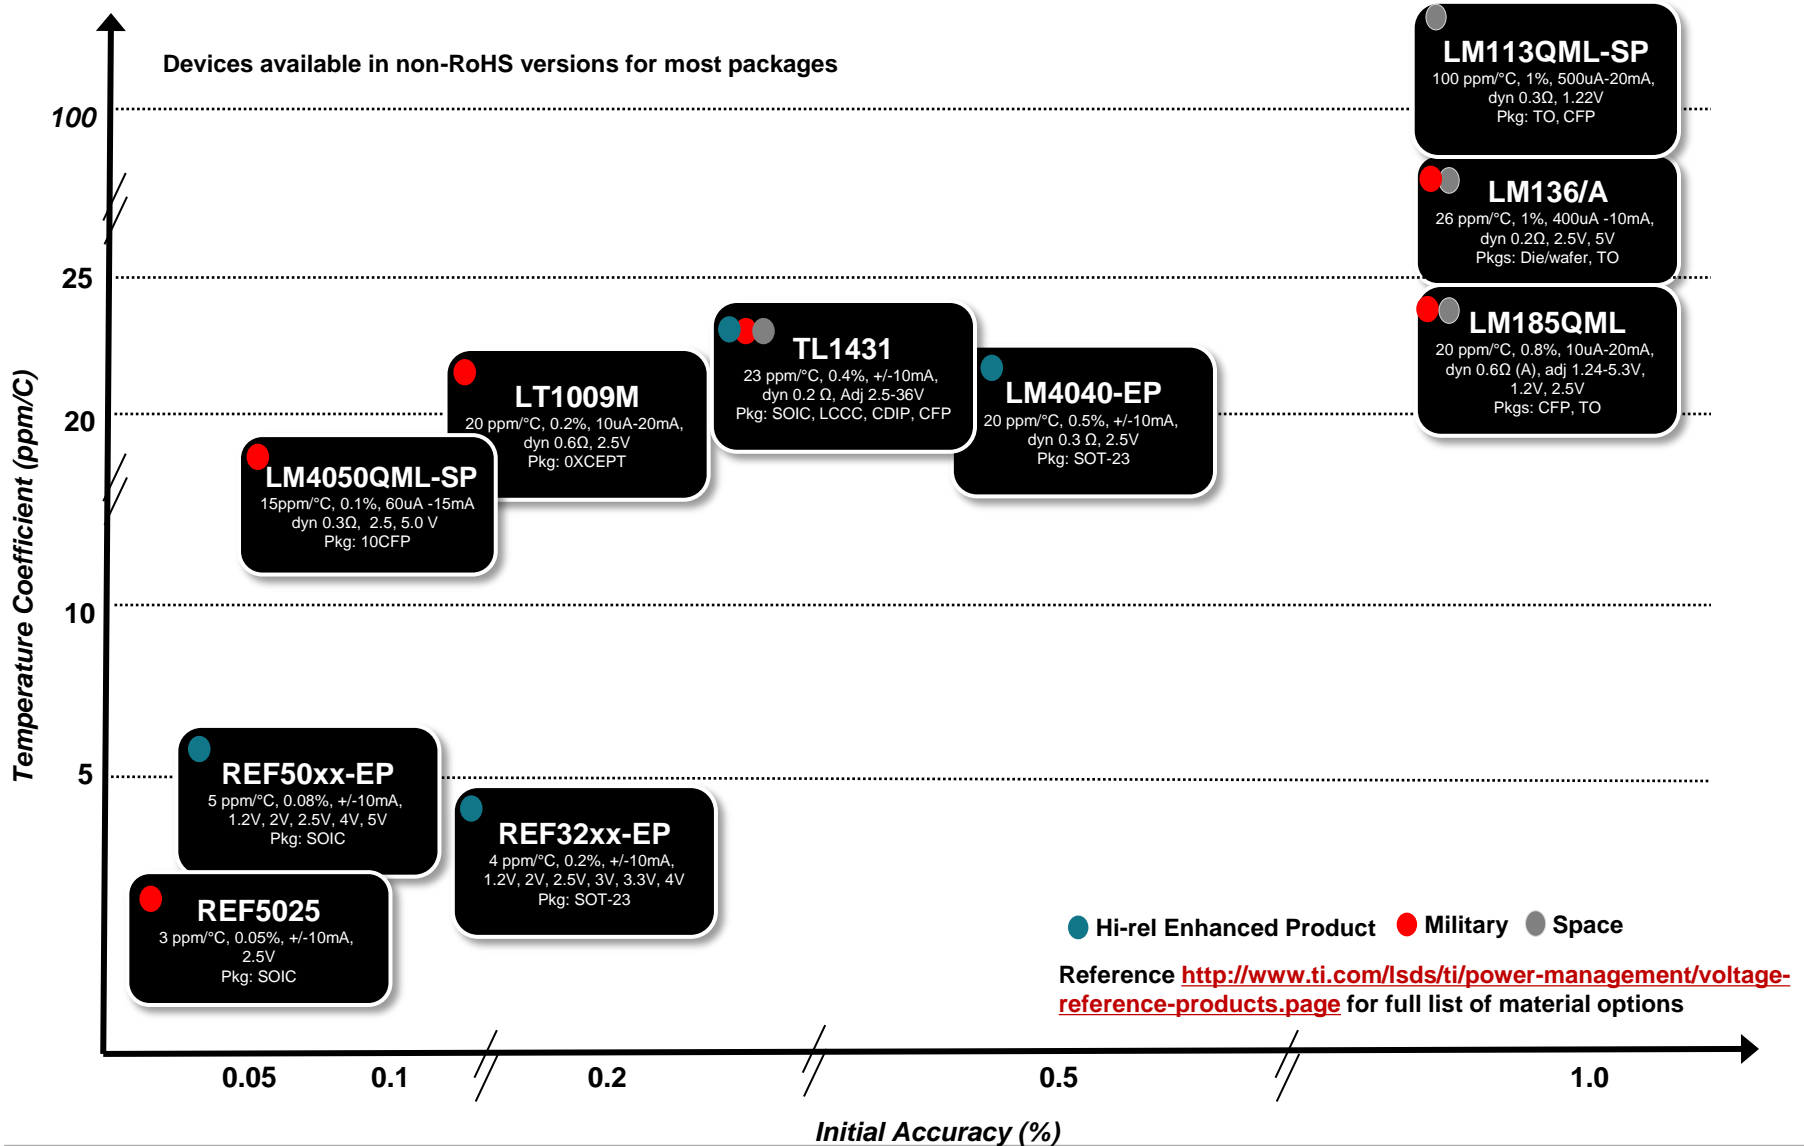 Devices available in non-RoHS versions for most packages
LM113QML-SP
100 ppm/°C, 1%, 500uA-20mA,
dyn 0.3Ω, 1.22V
Pkg: TO, CFP
100
LM136/A
26 ppm/°C, 1%, 400uA -10mA,
dyn 0.2Ω, 2.5V, 5V
Pkgs: Die/wafer, TO
25
LM185QML
20 ppm/°C, 0.8%, 10uA-20mA,
dyn 0.6Ω (A), adj 1.24-5.3V,
1.2V, 2.5V
Pkgs: CFP, TO
TL1431
23 ppm/°C, 0.4%, +/-10mA,
dyn 0.2 Ω, Adj 2.5-36V
Pkg: SOIC, LCCC, CDIP, CFP
LT1009M
20 ppm/°C, 0.2%, 10uA-20mA,
dyn 0.6Ω, 2.5V
Pkg: 0XCEPT
LM4040-EP
20 ppm/°C, 0.5%, +/-10mA,
dyn 0.3 Ω, 2.5V
Pkg: SOT-23
20
LM4050QML-SP
15ppm/°C, 0.1%, 60uA -15mA
dyn 0.3Ω, 2.5, 5.0 V
Pkg: 10CFP
Temperature Coefficient (ppm/C)
10
5
REF50xx-EP
5 ppm/°C, 0.08%, +/-10mA,
1.2V, 2V, 2.5V, 4V, 5V
Pkg: SOIC
REF32xx-EP
4 ppm/°C, 0.2%, +/-10mA,
1.2V, 2V, 2.5V, 3V, 3.3V, 4V
Pkg: SOT-23
REF5025
3 ppm/°C, 0.05%, +/-10mA,
2.5V
Pkg: SOIC
Hi-rel Enhanced Product Military Space
Reference http://www.ti.com/lsds/ti/power-management/voltage-
reference-products.page for full list of material options
0.05 0.1 0.2 0.5 1.0
Initial Accuracy (%)